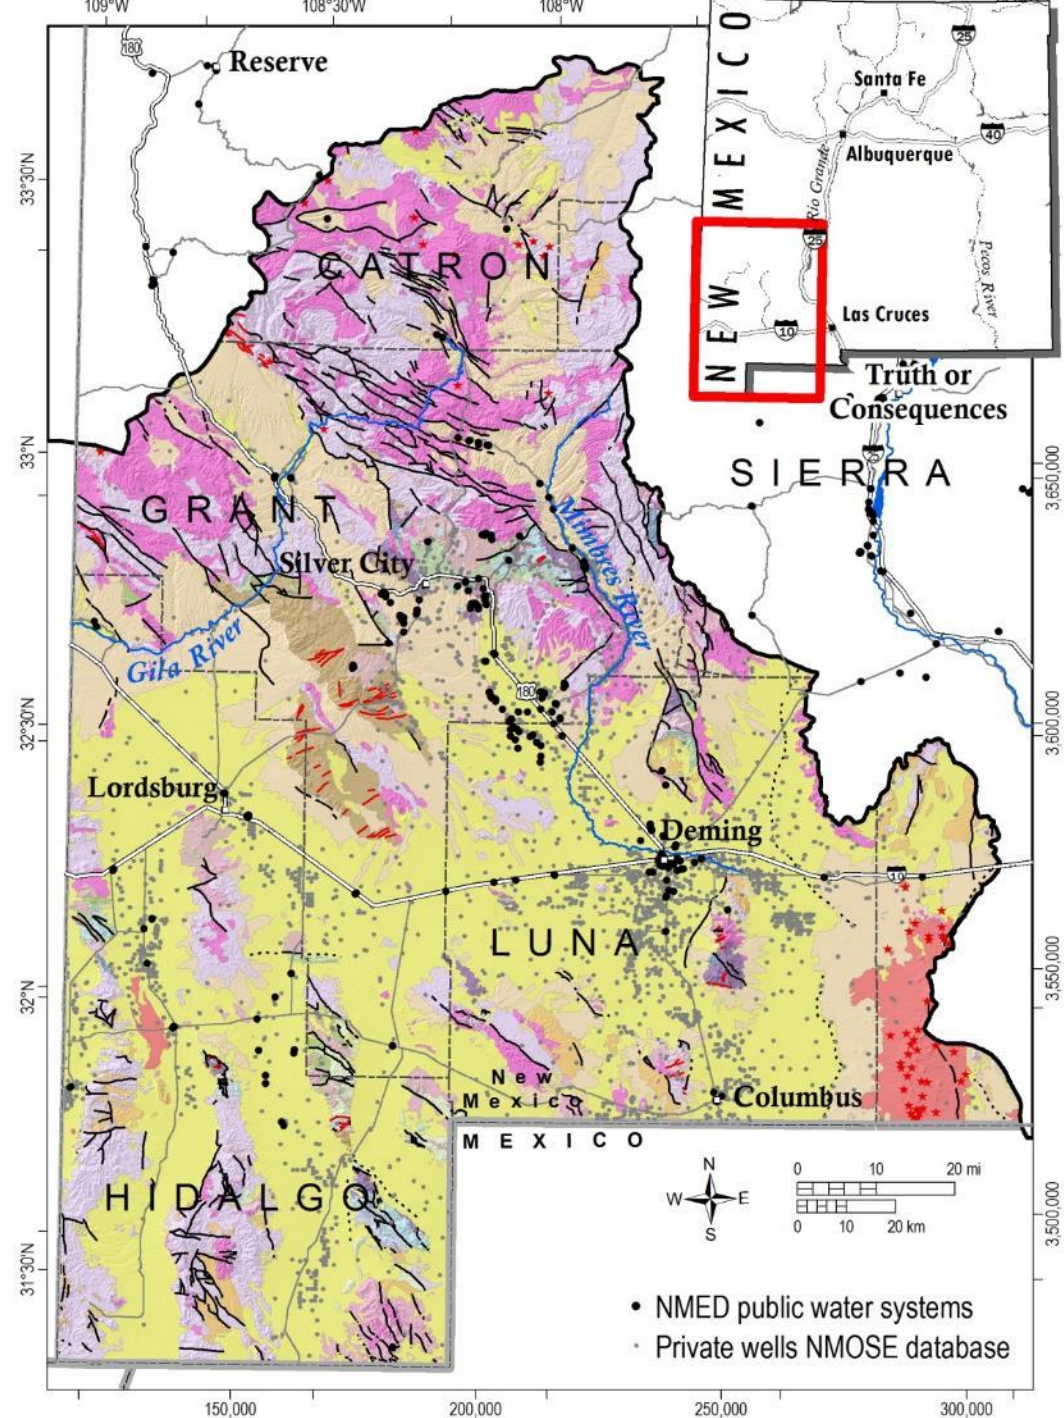 109°W
108°30'W
108°W
33°30'N
33°N
32°30'N
32°N
31°30'N
3,650,000
3,600,000
3,550,000
3,500,000
150,000
200,000
250,000
300,000
NEW MEXICO
25
Santa Fe
40
Albuquerque
Rio Grande
25
Pecos River
Las Cruces
10
180
Reserve
CATRON
Truth or
Consequences
25
SIERRA
GRANT
Silver City
Mimbres River
Gila River
180
Lordsburg
Deming
10
LUNA
New
Mexico
Columbus
MEXICO
HIDALGO
N
W
E
S
0 10 20 mi
0 10 20 km
NMED public water systems
Private wells NMOSE database